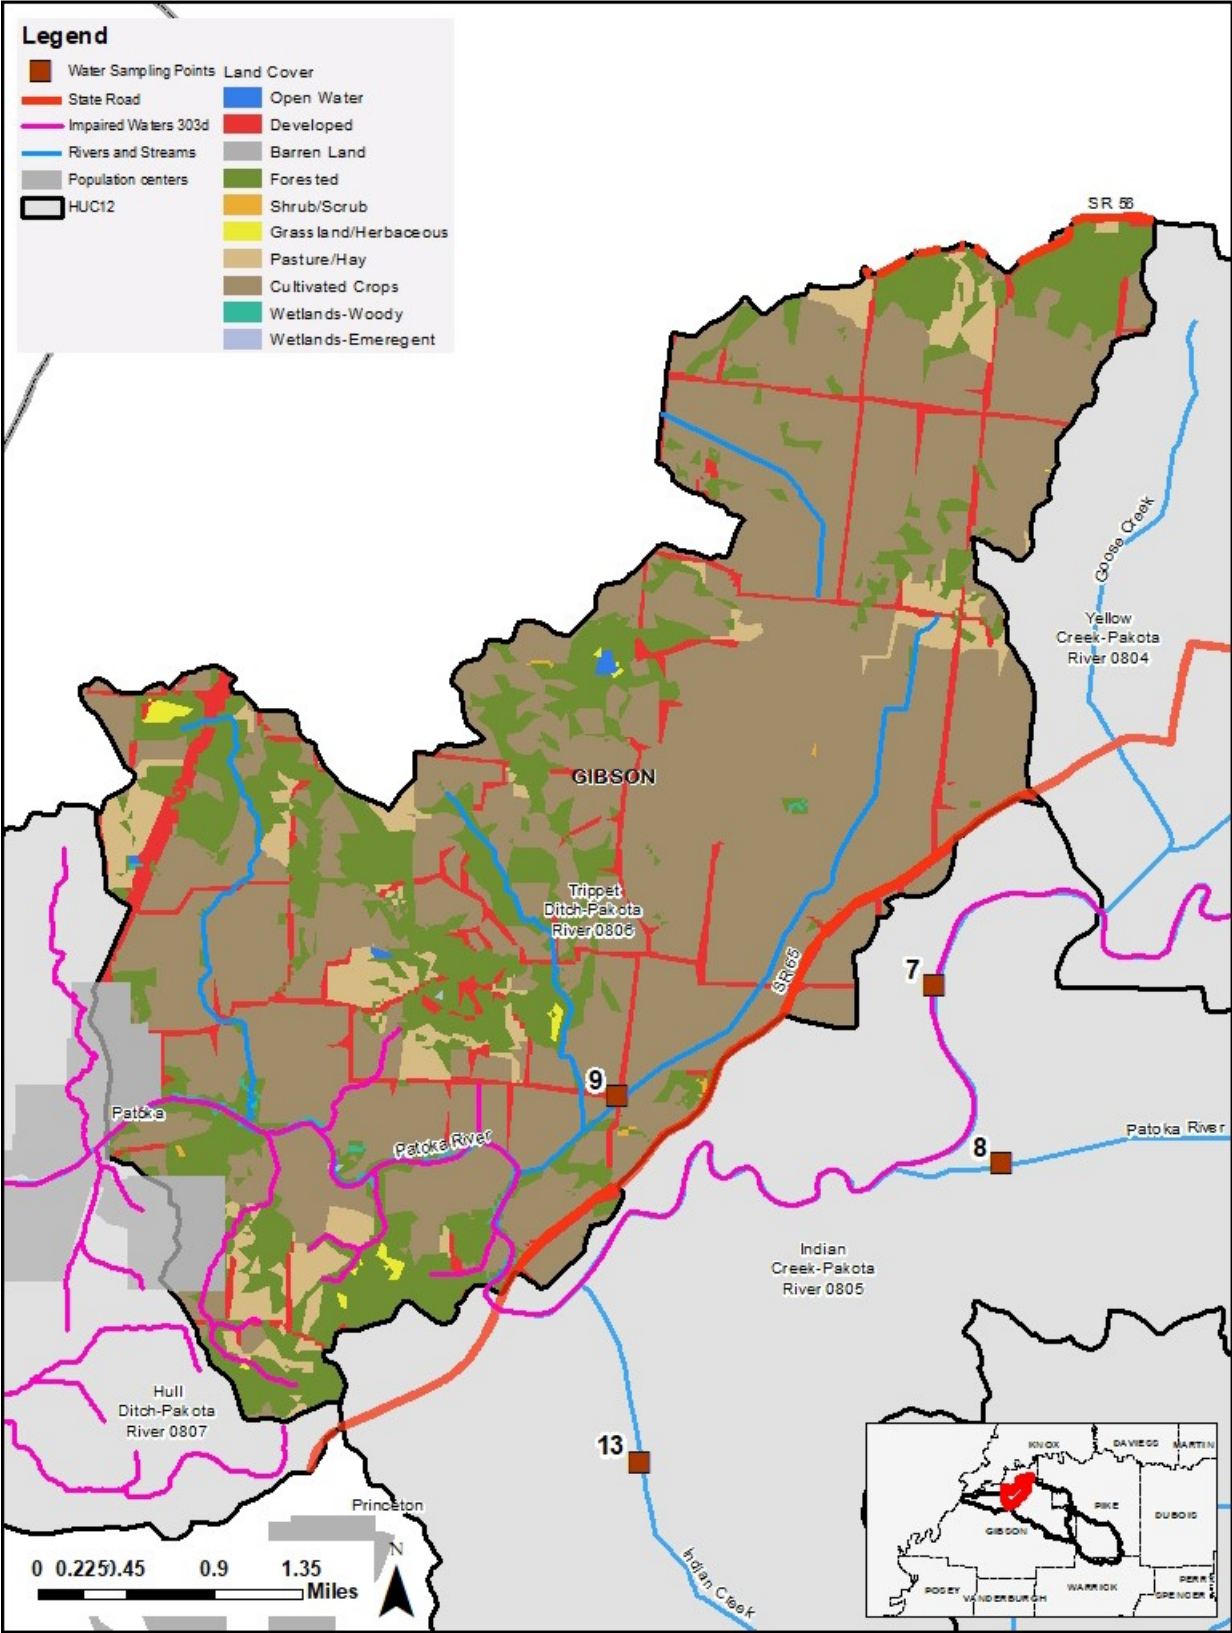 Legend
Water Sampling Points
State Road
Impaired Waters 303d
Rivers and Streams
Population centers
HUC12
Land Cover
Open Water
Developed
Barren Land
Forested
Shrub/Scrub
Grassland/Herbaceous
Pasture/Hay
Cultivated Crops
Wetlands-Woody
Wetlands-Emeregent
SR 56
Goose Creek
Yellow
Creek-Pakota
River 0804
GIBSON
Trippet
Ditch-Pakota
River 0806
SR 65
7
9
8
Patoka
Patoka River
Patoka River
Indian
Creek-Pakota
River 0805
Hull
Ditch-Pakota
River 0807
13
Princeton
Indian Creek
N
0 0.225 0.45 0.9 1.35
Miles
KNOX
DAVIESS
MARTIN
PIKE
DUBOIS
GIBSON
POSEY
VANDERBURGH
WARRICK
PERRY
SPENCER